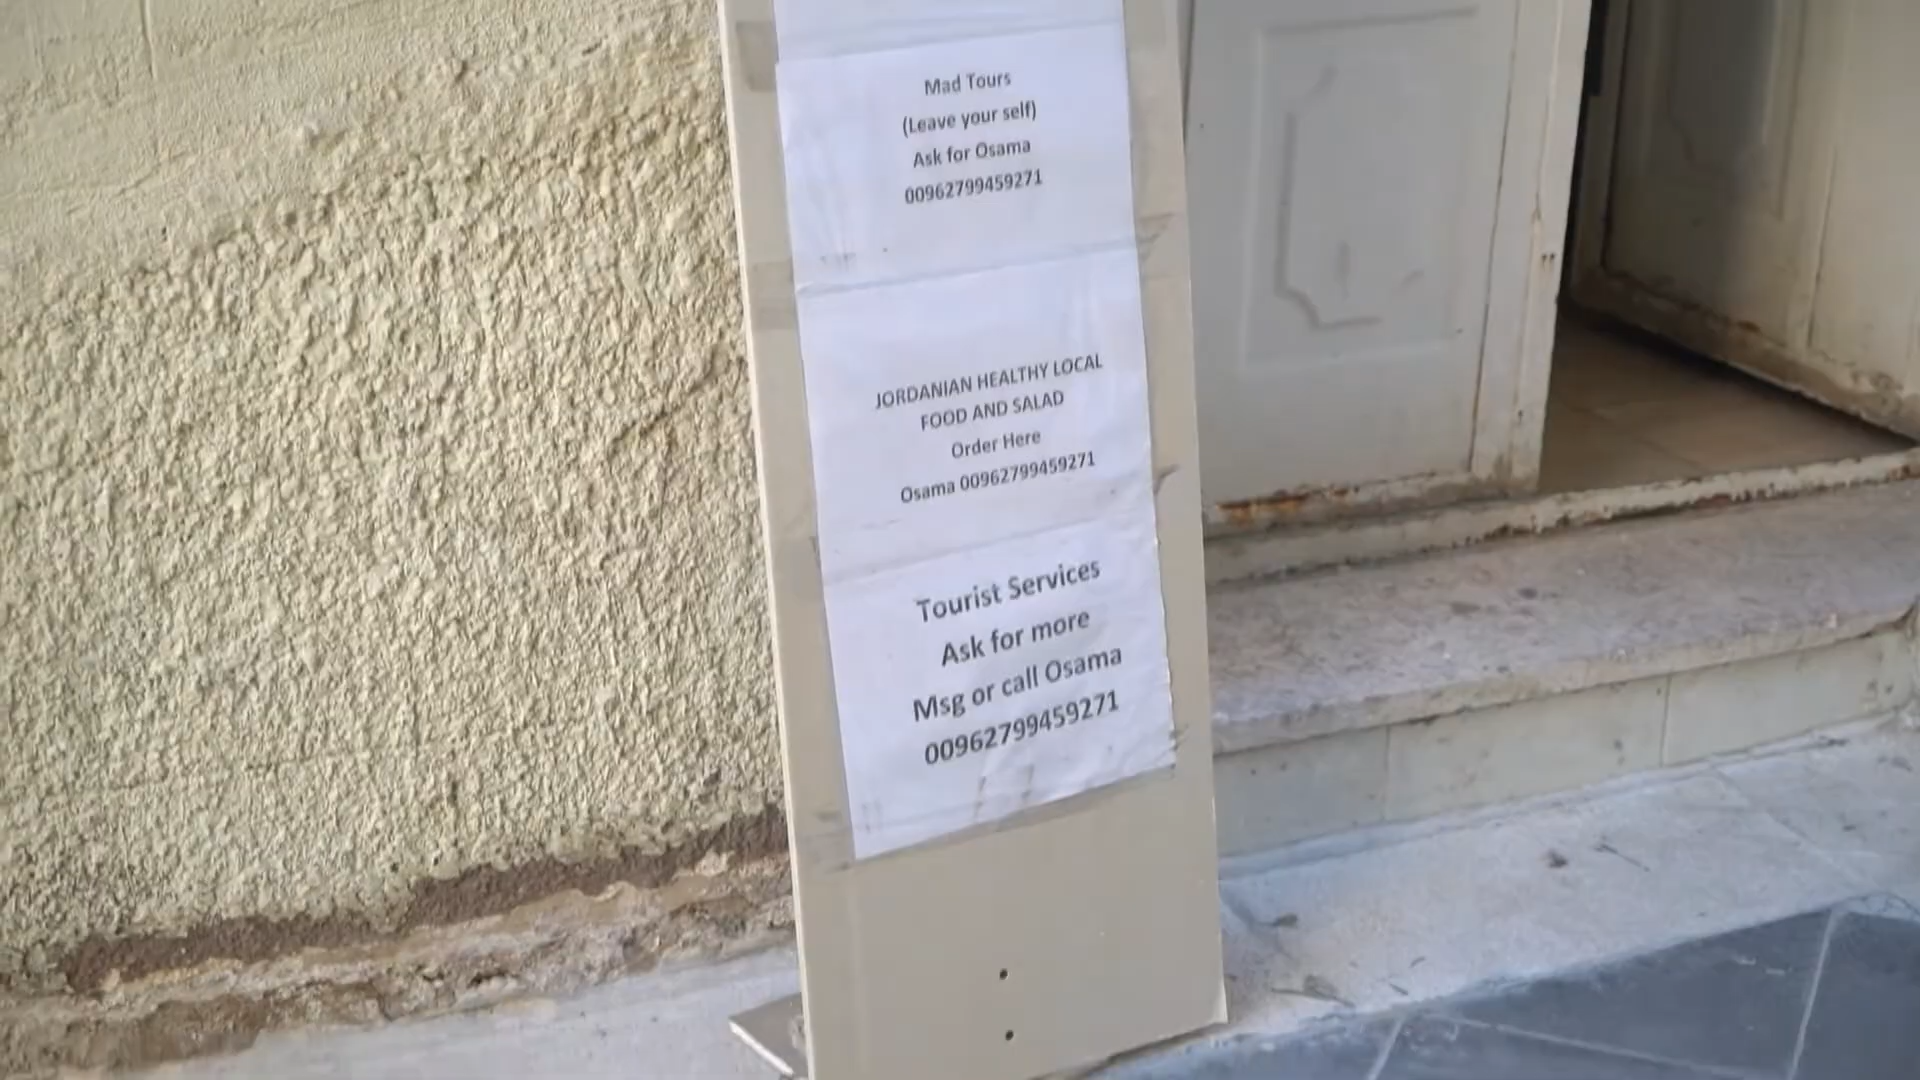 Mad Tours
(Leave your self)
Ask for Osama
00962799459271
JORDANIAN HEALTHY LOCAL
FOOD AND SALAD
Order Here
Osama 00962799459271
Tourist Services
Ask for more
Msg or call Osama
00962799459271